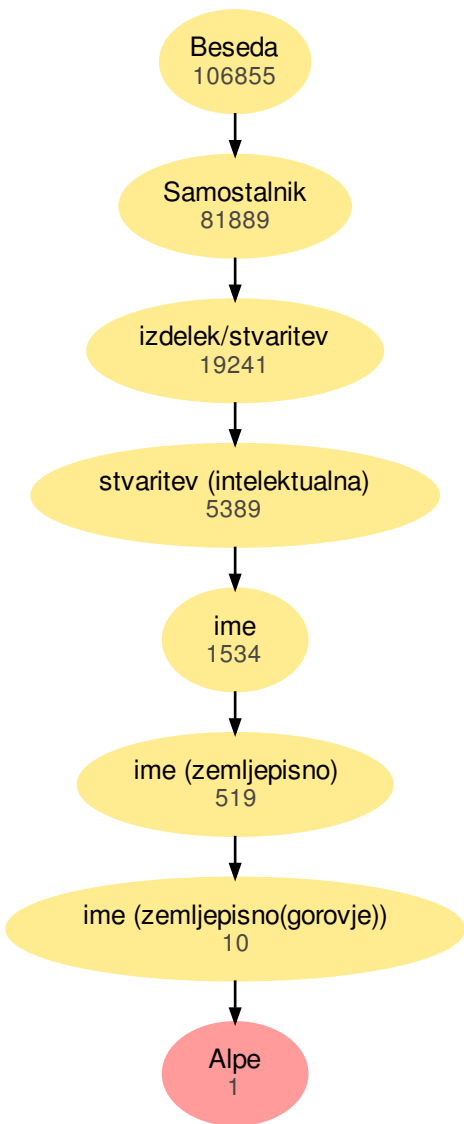 Beseda
106855
Samostalnik
81889
izdelek/stvaritev
19241
stvaritev (intelektualna)
5389
ime
1534
ime (zemljepisno)
519
ime (zemljepisno(gorovje))
10
Alpe
1